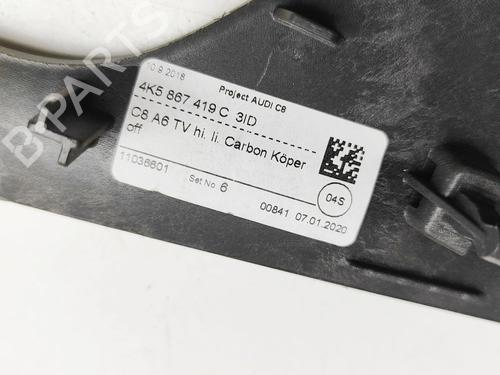 10.9.2018
Project AUDI C8
4K5 867 419 C 3ID
C8 A6 TV hi. li. Carbon Köper
off
11036601
Set No. 6
04S
00841 07.01.2020
B-PARTS